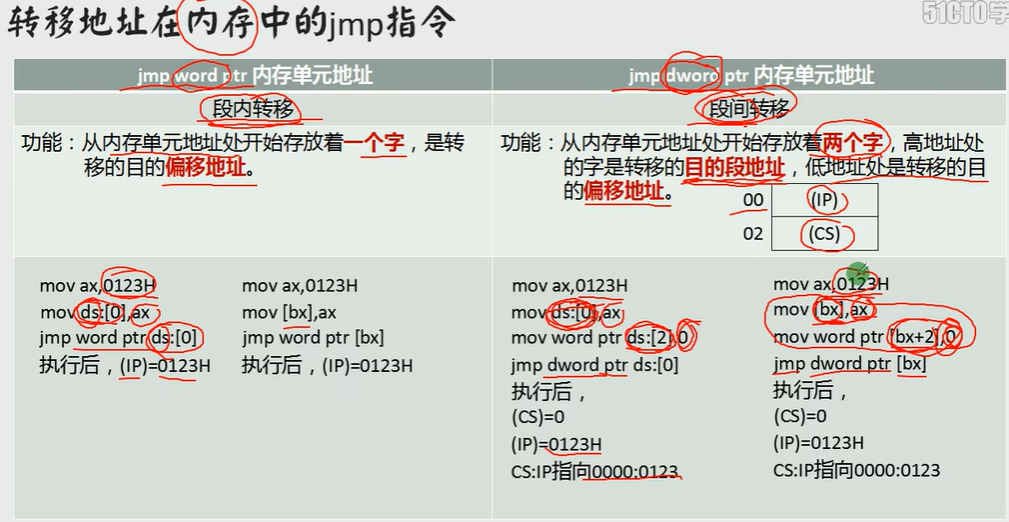 转移地址在内存中的jmp指令
51CTO学
jmp word ptr 内存单元地址
jmp dword ptr 内存单元地址
段内转移
段间转移
功能：从内存单元地址处开始存放着一个字，是转
移的目的偏移地址。
功能：从内存单元地址处开始存放着两个字，高地址处
的字是转移的目的段地址，低地址处是转移的目
的偏移地址。
00 (IP)
02 (CS)
mov ax,0123H
mov ds:[0],ax
jmp word ptr ds:[0]
执行后，(IP)=0123H
mov ax,0123H
mov [bx],ax
jmp word ptr [bx]
执行后，(IP)=0123H
mov ax,0123H
mov ds:[0],ax
mov word ptr ds:[2],0
jmp dword ptr ds:[0]
执行后，
(CS)=0
(IP)=0123H
CS:IP指向0000:0123
mov ax,0123H
mov [bx],ax
mov word ptr [bx+2],0
jmp dword ptr [bx]
执行后，
(CS)=0
(IP)=0123H
CS:IP指向0000:0123